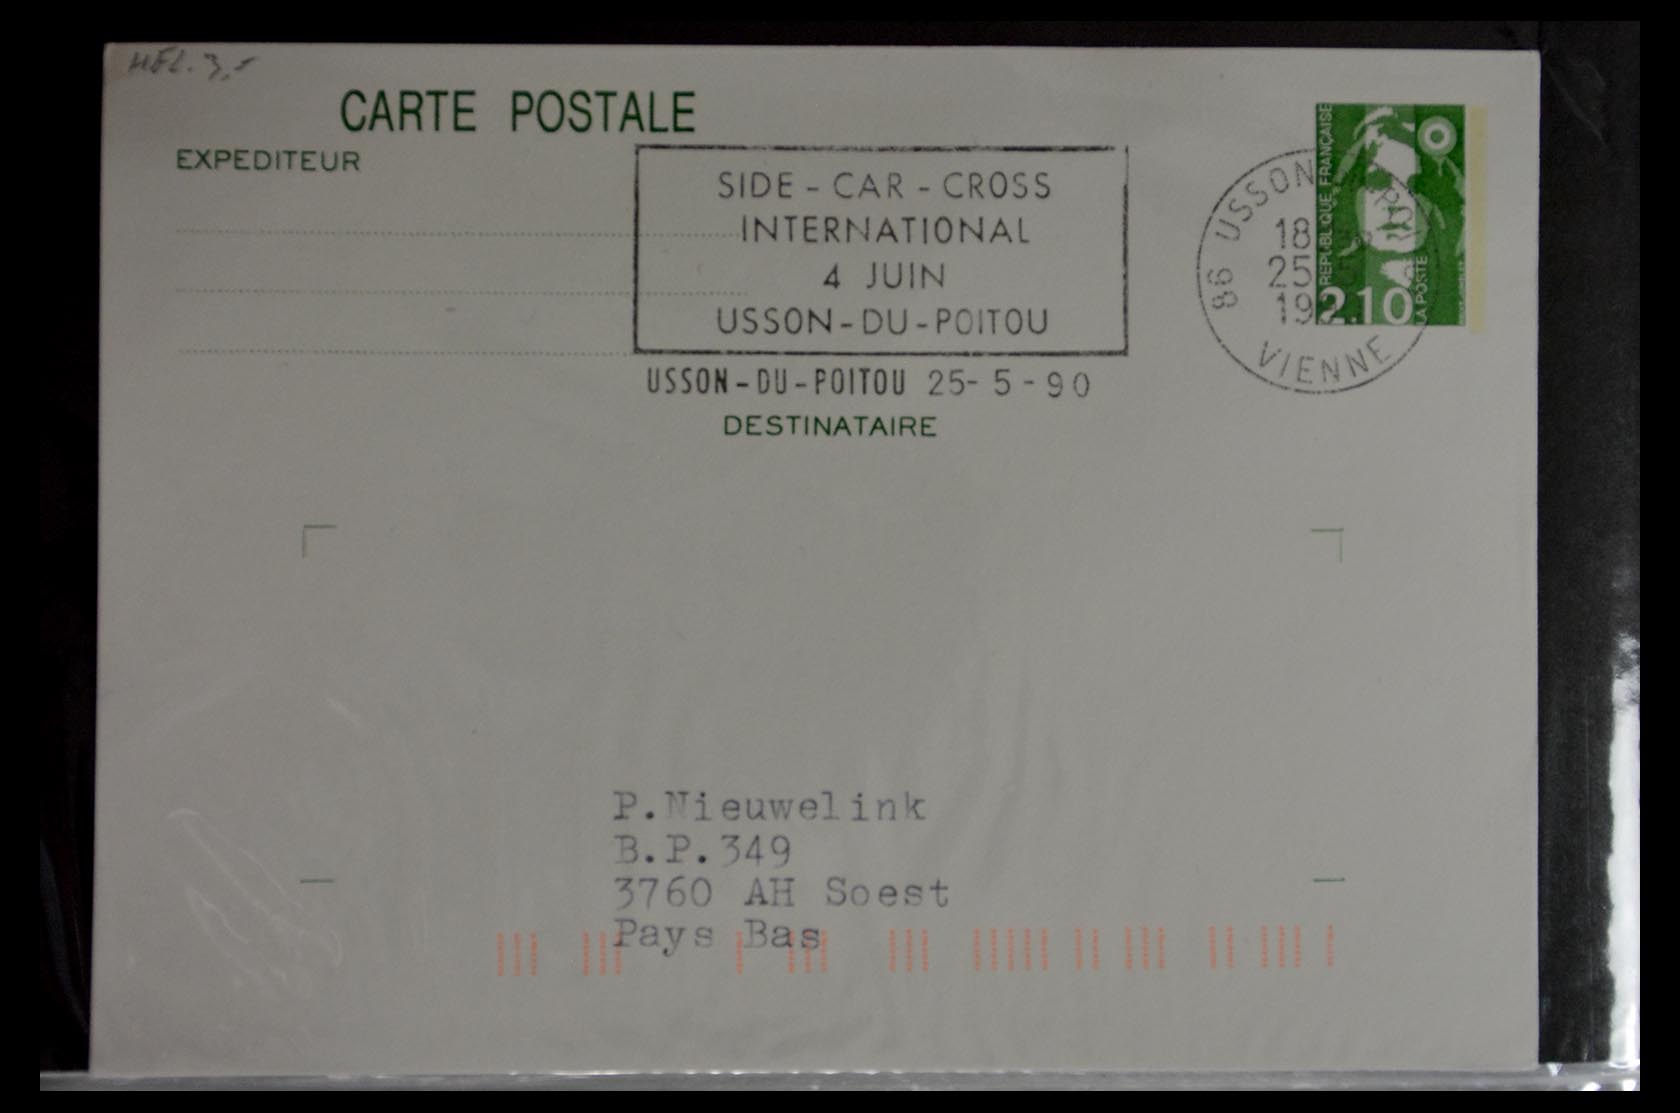 HFL. 3,-
CARTE POSTALE
EXPEDITEUR
SIDE-CAR-CROSS
INTERNATIONAL
4 JUIN
USSON-DU-POITOU
USSON-DU-POITOU 25-5-90
86 USSON
18
25
19
VIENNE
REPUBLIQUE FRANÇAISE
2.10
LA POSTE
DESTINATAIRE
P.Nieuwelink
B.P.349
3760 AH Soest
Pays Bas